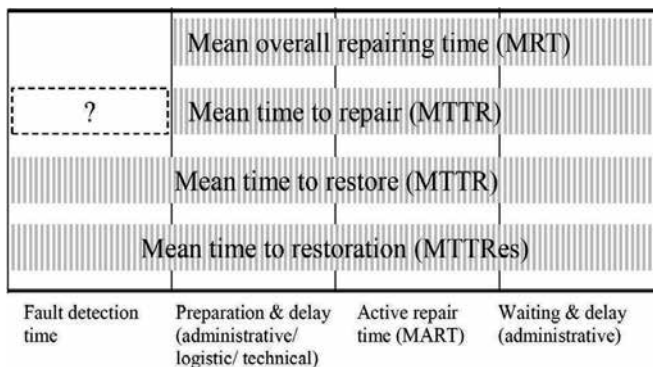 Mean overall repairing time (MRT)
?
Mean time to repair (MTTR)
Mean time to restore (MTTR)
Mean time to restoration (MTTRes)
Fault detection
time
Preparation & delay
(administrative/
logistic/ technical)
Active repair
time (MART)
Waiting & delay
(administrative)